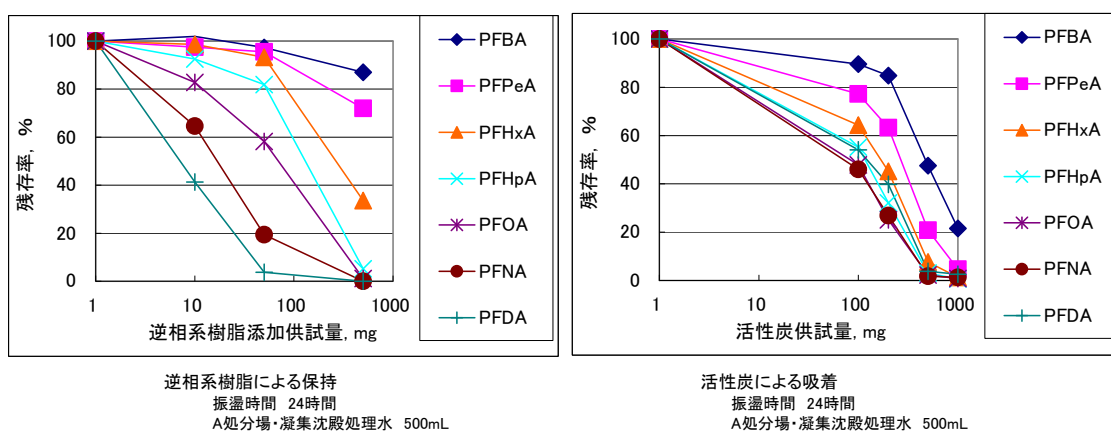 100
80
60
40
20
0
残存率, %
1
10
100
1000
逆相系樹脂添加供試量, mg
PFBA
PFPeA
PFHxA
PFHpA
PFOA
PFNA
PFDA
逆相系樹脂による保持
振盪時間 24時間
A処分場・凝集沈殿処理水 500mL
100
80
60
40
20
0
残存率, %
1
10
100
1000
活性炭供試量, mg
PFBA
PFPeA
PFHxA
PFHpA
PFOA
PFNA
PFDA
活性炭による吸着
振盪時間 24時間
A処分場・凝集沈殿処理水 500mL